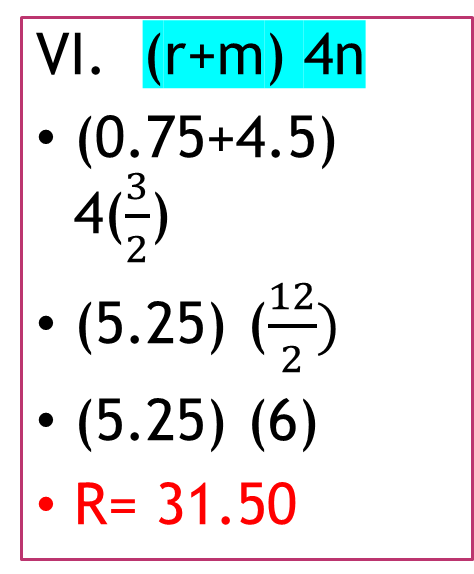 VI. (r+m) 4n
• (0.75+4.5)
4(3/2)
• (5.25) (12/2)
• (5.25) (6)
• R= 31.50